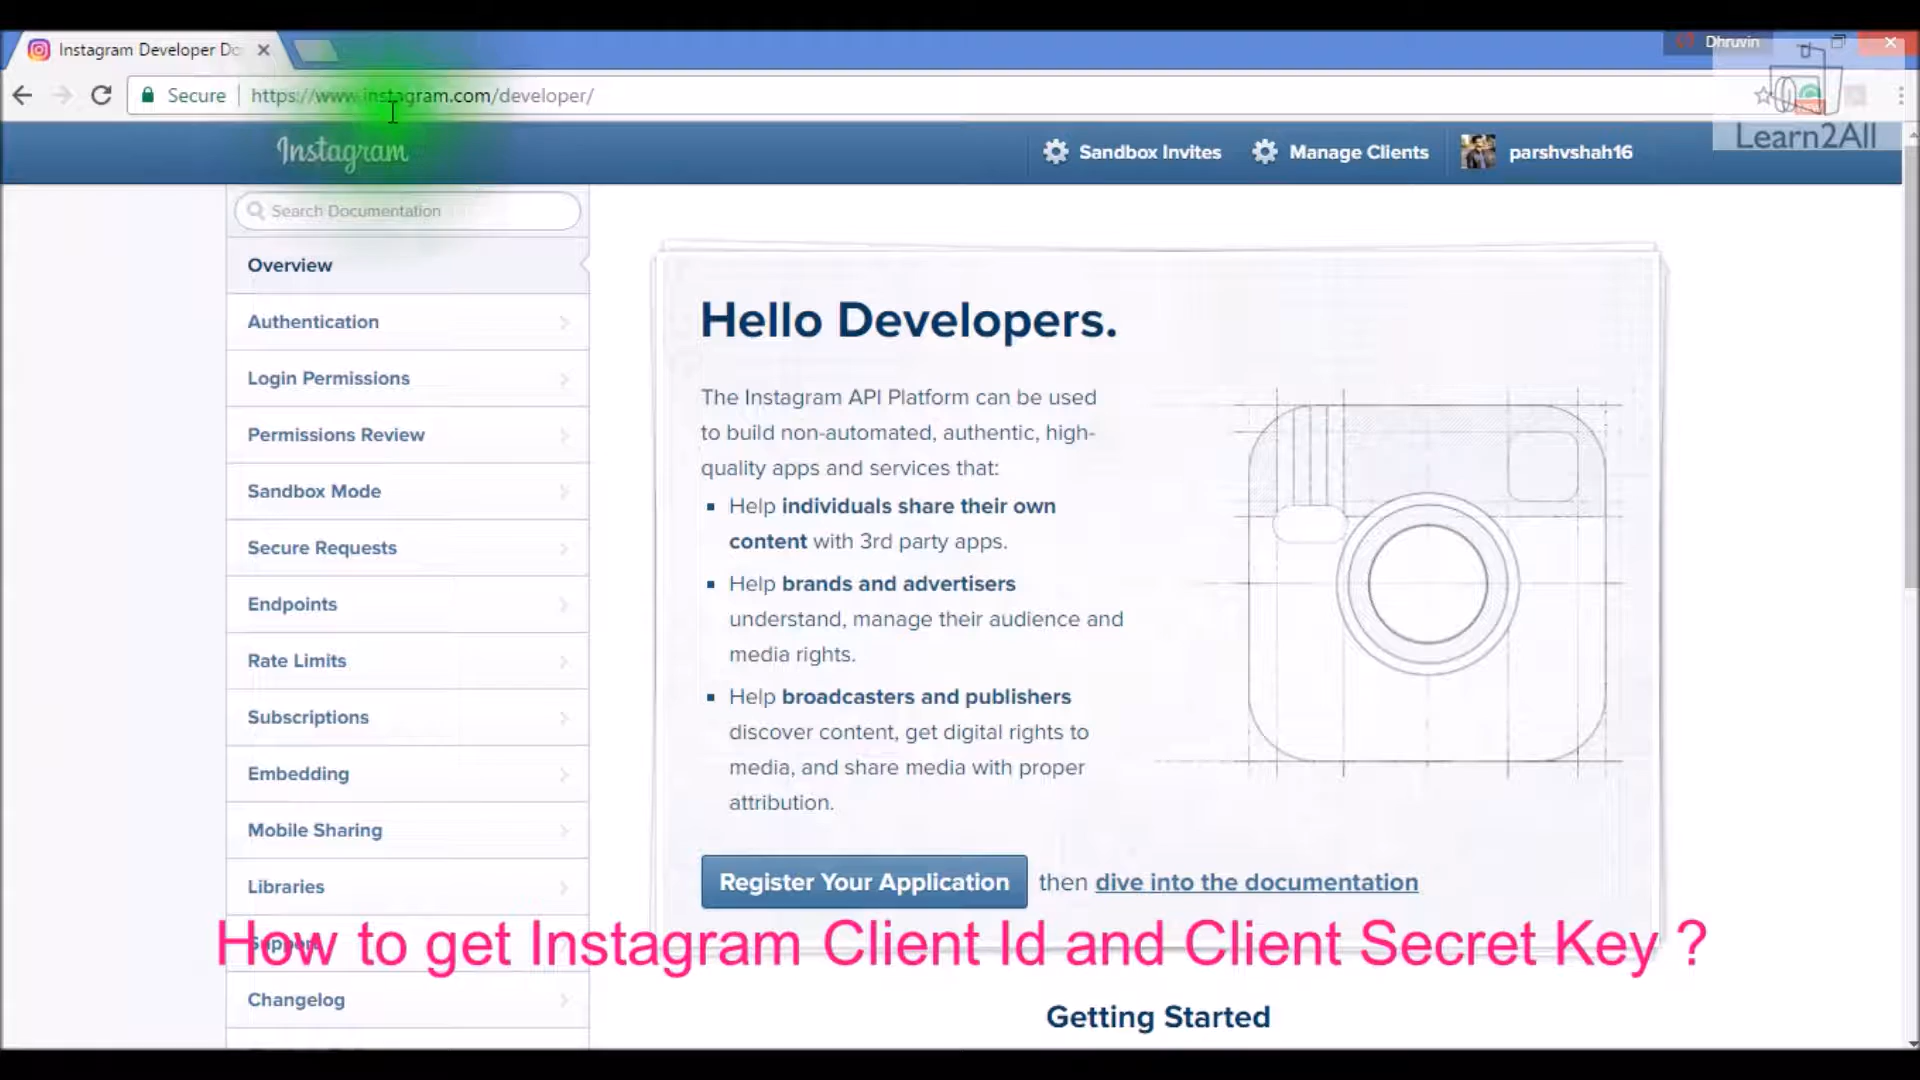 Instagram Developer Do
Dhruvin
Secure
https://www.instagram.com/developer/
Learn2All
Instagram
Sandbox Invites
Manage Clients
parshvshah16
Search Documentation
Overview
Authentication
Login Permissions
Permissions Review
Sandbox Mode
Secure Requests
Endpoints
Rate Limits
Subscriptions
Embedding
Mobile Sharing
Libraries
Support
Changelog
Hello Developers.
The Instagram API Platform can be used
to build non-automated, authentic, high-
quality apps and services that:
Help individuals share their own
content with 3rd party apps.
Help brands and advertisers
understand, manage their audience and
media rights.
Help broadcasters and publishers
discover content, get digital rights to
media, and share media with proper
attribution.
Register Your Application then dive into the documentation
How to get Instagram Client Id and Client Secret Key ?
Getting Started